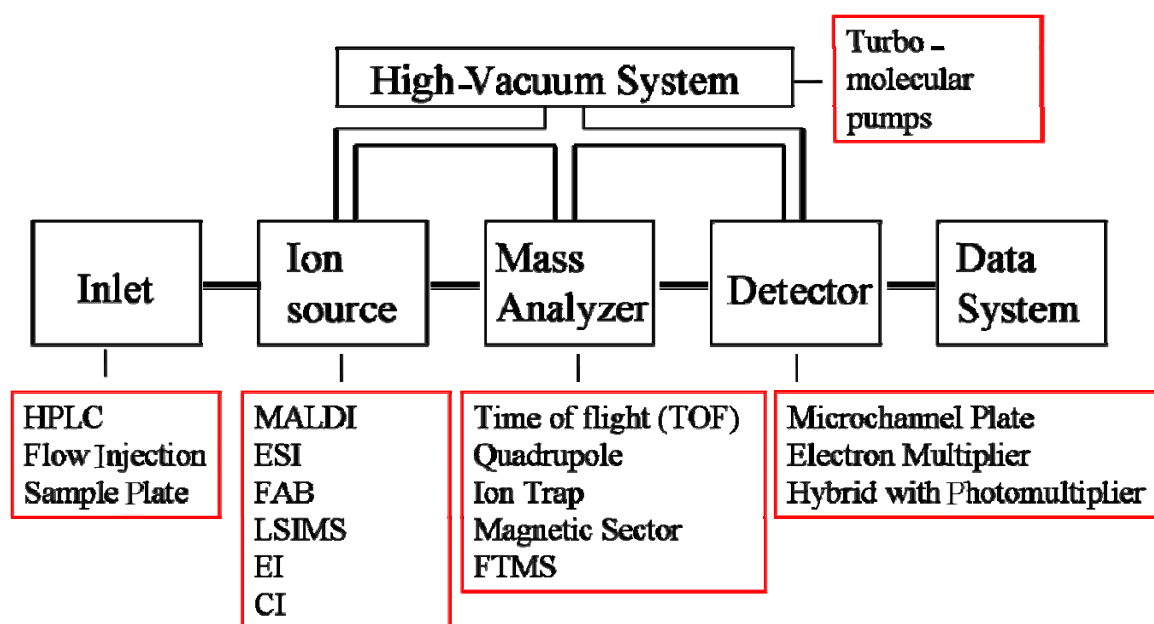 High-Vacuum System
Turbo -
molecular
pumps
Inlet
Ion
source
Mass
Analyzer
Detector
Data
System
HPLC
Flow Injection
Sample Plate
MALDI
ESI
FAB
LSIMS
EI
CI
Time of flight (TOF)
Quadrupole
Ion Trap
Magnetic Sector
FTMS
Microchannel Plate
Electron Multiplier
Hybrid with Photomultiplier